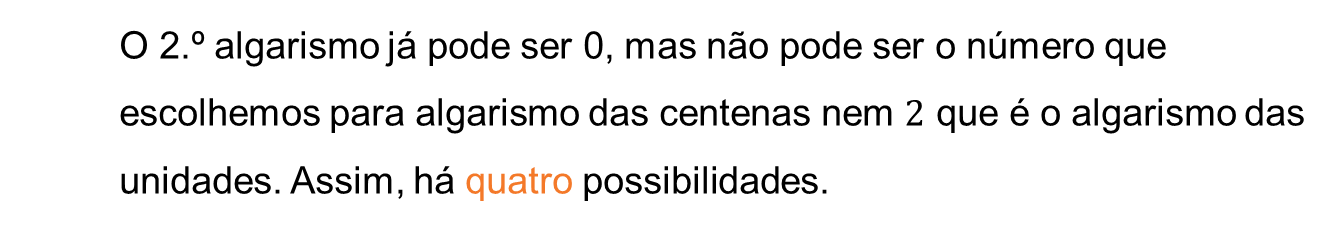 O 2.º algarismo já pode ser 0, mas não pode ser o número que
escolhemos para algarismo das centenas nem 2 que é o algarismo das
unidades. Assim, há quatro possibilidades.